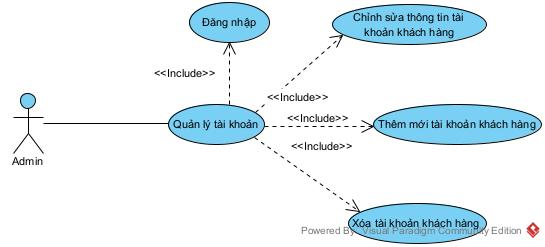 Đăng nhập
Chỉnh sửa thông tin tài
khoản khách hàng
<<Include>>
<<Include>>
Quản lý tài khoản
<<Include>>
Thêm mới tài khoản khách hàng
<<Include>>
Admin
Xóa tài khoản khách hàng
Powered By Visual Paradigm Community Edition